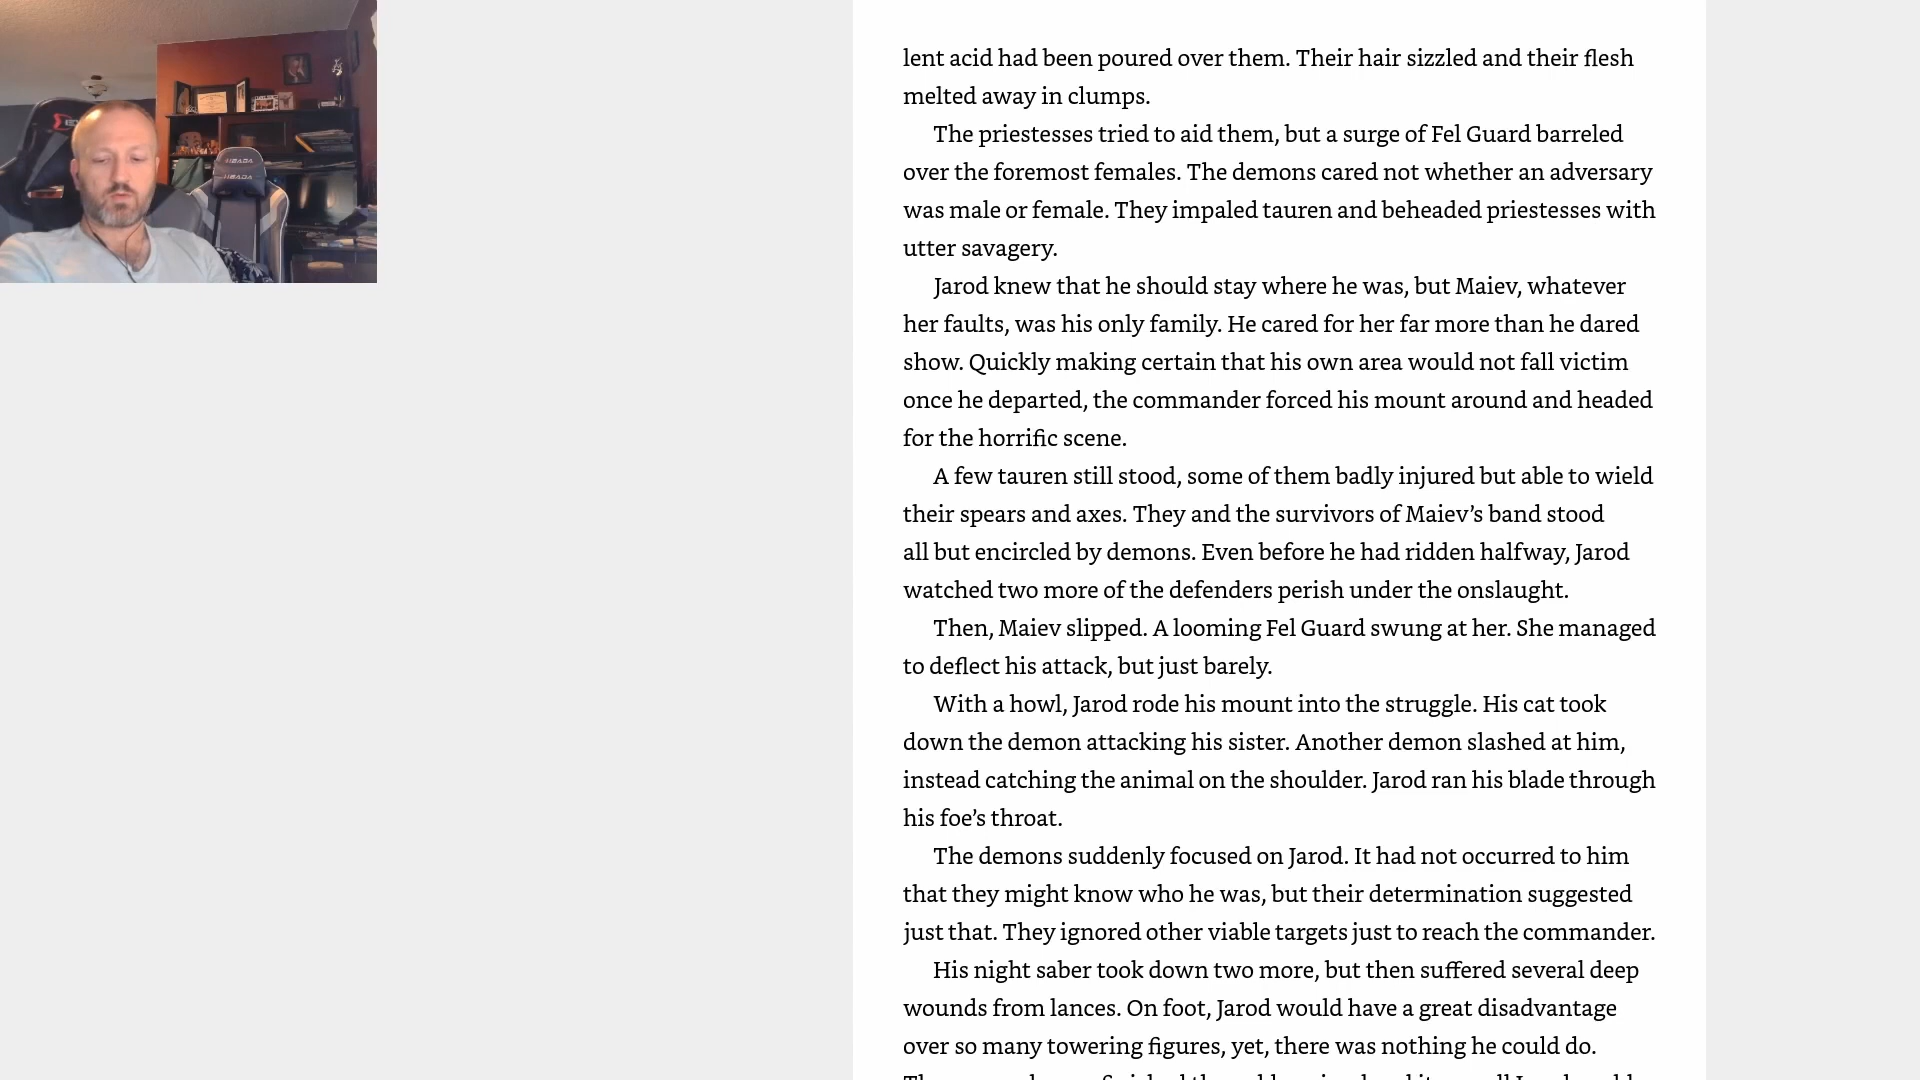 lent acid had been poured over them. Their hair sizzled and their flesh
melted away in clumps.
The priestesses tried to aid them, but a surge of Fel Guard barreled
over the foremost females. The demons cared not whether an adversary
was male or female. They impaled tauren and beheaded priestesses with
utter savagery.
Jarod knew that he should stay where he was, but Maiev, whatever
her faults, was his only family. He cared for her far more than he dared
show. Quickly making certain that his own area would not fall victim
once he departed, the commander forced his mount around and headed
for the horrific scene.
A few tauren still stood, some of them badly injured but able to wield
their spears and axes. They and the survivors of Maiev’s band stood
all but encircled by demons. Even before he had ridden halfway, Jarod
watched two more of the defenders perish under the onslaught.
Then, Maiev slipped. A looming Fel Guard swung at her. She managed
to deflect his attack, but just barely.
With a howl, Jarod rode his mount into the struggle. His cat took
down the demon attacking his sister. Another demon slashed at him,
instead catching the animal on the shoulder. Jarod ran his blade through
his foe’s throat.
The demons suddenly focused on Jarod. It had not occurred to him
that they might know who he was, but their determination suggested
just that. They ignored other viable targets just to reach the commander.
His night saber took down two more, but then suffered several deep
wounds from lances. On foot, Jarod would have a great disadvantage
over so many towering figures, yet, there was nothing he could do.